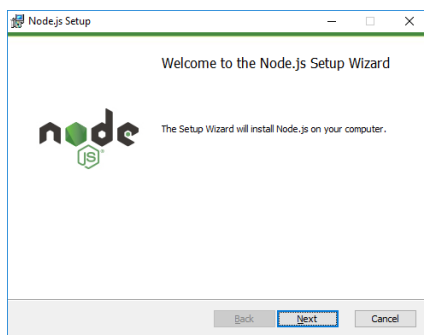 Node.js Setup
Welcome to the Node.js Setup Wizard
node
JS
The Setup Wizard will install Node.js on your computer.
Back Next Cancel